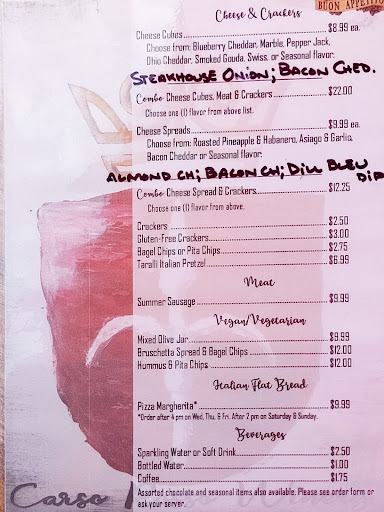 BUON APPETITO
Cheese & Crackers
Cheese Cubes $8.99 ea.
Choose from: Blueberry Cheddar, Marble, Pepper Jack,
Ohio Cheddar, Smoked Gouda, Swiss, or Seasonal flavor:
STEAKHOUSE ONION; BACON CHED.
Combo Cheese Cubes, Meat & Crackers $22.00
Choose one (1) flavor from above list.
Cheese Spreads $9.99 ea.
Choose from: Roasted Pineapple & Habanero, Asiago & Garlic,
Bacon Cheddar or Seasonal flavor:
ALMOND CH; BACON CH; DILL BLEU
DIP
Combo Cheese Spread & Crackers $12.25
Choose one (1) flavor from above.
Crackers $2.50
Gluten-Free Crackers $3.00
Bagel Chips or Pita Chips $2.75
Taralli Italian Pretzel $6.99
Meat
Summer Sausage $9.99
Vegan/Vegetarian
Mixed Olive Jar $9.99
Bruschetta Spread & Bagel Chips $12.00
Hummus & Pita Chips $12.00
Italian Flat Bread
Pizza Margherita* $9.99
*Order after 4 pm on Wed, Thu, & Fri. After 2 pm on Saturday & Sunday.
Beverages
Sparkling Water or Soft Drink $2.50
Bottled Water $1.00
Coffee $1.75
Assorted chocolate and seasonal items also available. Please see order form or
ask your server.
Carso